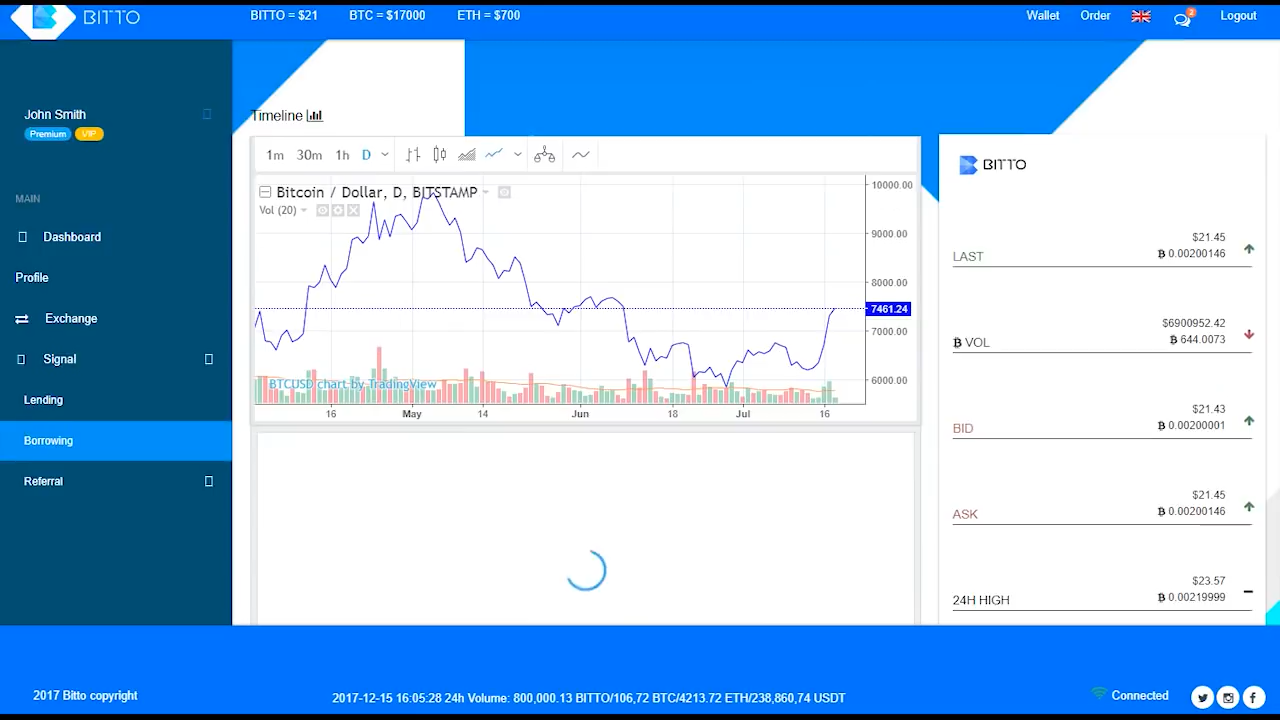 BITTO
BITTO = $21 BTC = $17000 ETH = $700
Wallet Order 2 Logout
John Smith
Premium VIP
MAIN
Dashboard
Profile
Exchange
Signal
Lending
Borrowing
Referral
Timeline
1m 30m 1h D
Bitcoin / Dollar, D, BITSTAMP
Vol (20)
10000.00
9000.00
8000.00
7461.24
7000.00
6000.00
BTCUSD chart by TradingView
16 May 14 Jun 18 Jul 16
BITTO
$21.45
LAST ฿ 0.00200146
$6900952.42
฿ VOL ฿ 644.0073
$21.43
BID ฿ 0.00200001
$21.45
ASK ฿ 0.00200146
$23.57
24H HIGH ฿ 0.00219999
2017 Bitto copyright
2017-12-15 16:05:28 24h Volume: 800,000.13 BITTO/106,72 BTC/4213.72 ETH/238,860,74 USDT
Connected